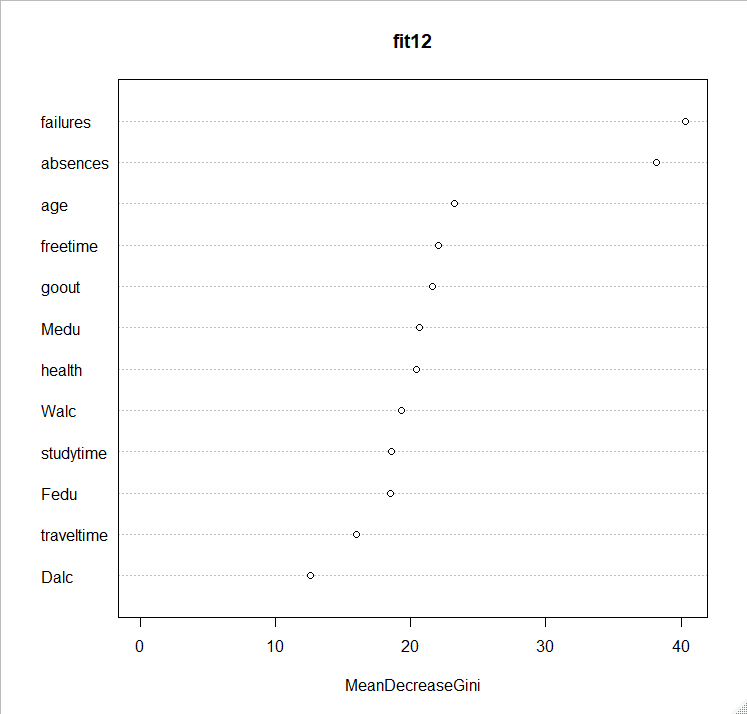 fit12
failures
absences
age
freetime
goout
Medu
health
Walc
studytime
Fedu
traveltime
Dalc
0 10 20 30 40
MeanDecreaseGini